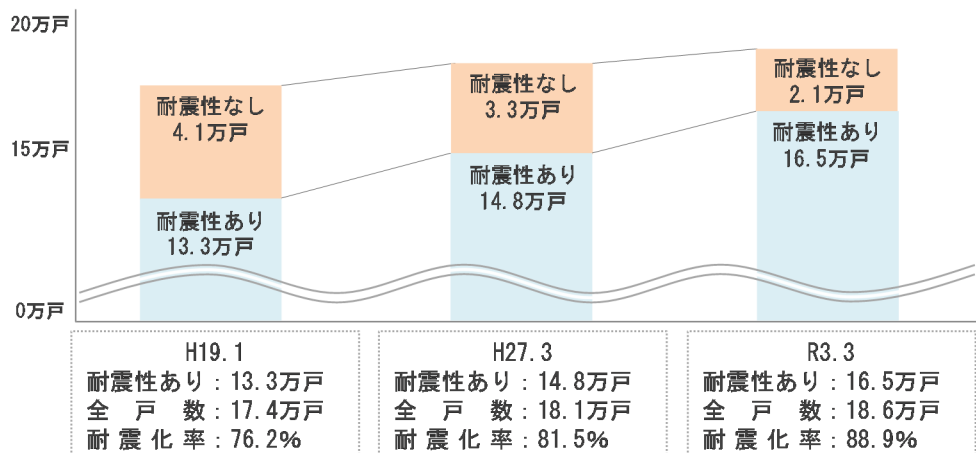 20万戸
15万戸
0万戸
耐震性なし
4.1万戸
耐震性あり
13.3万戸
耐震性なし
3.3万戸
耐震性あり
14.8万戸
耐震性なし
2.1万戸
耐震性あり
16.5万戸
H19.1
耐震性あり：13.3万戸
全　戸　数：17.4万戸
耐 震 化 率：76.2%
H27.3
耐震性あり：14.8万戸
全　戸　数：18.1万戸
耐 震 化 率：81.5%
R3.3
耐震性あり：16.5万戸
全　戸　数：18.6万戸
耐 震 化 率：88.9%